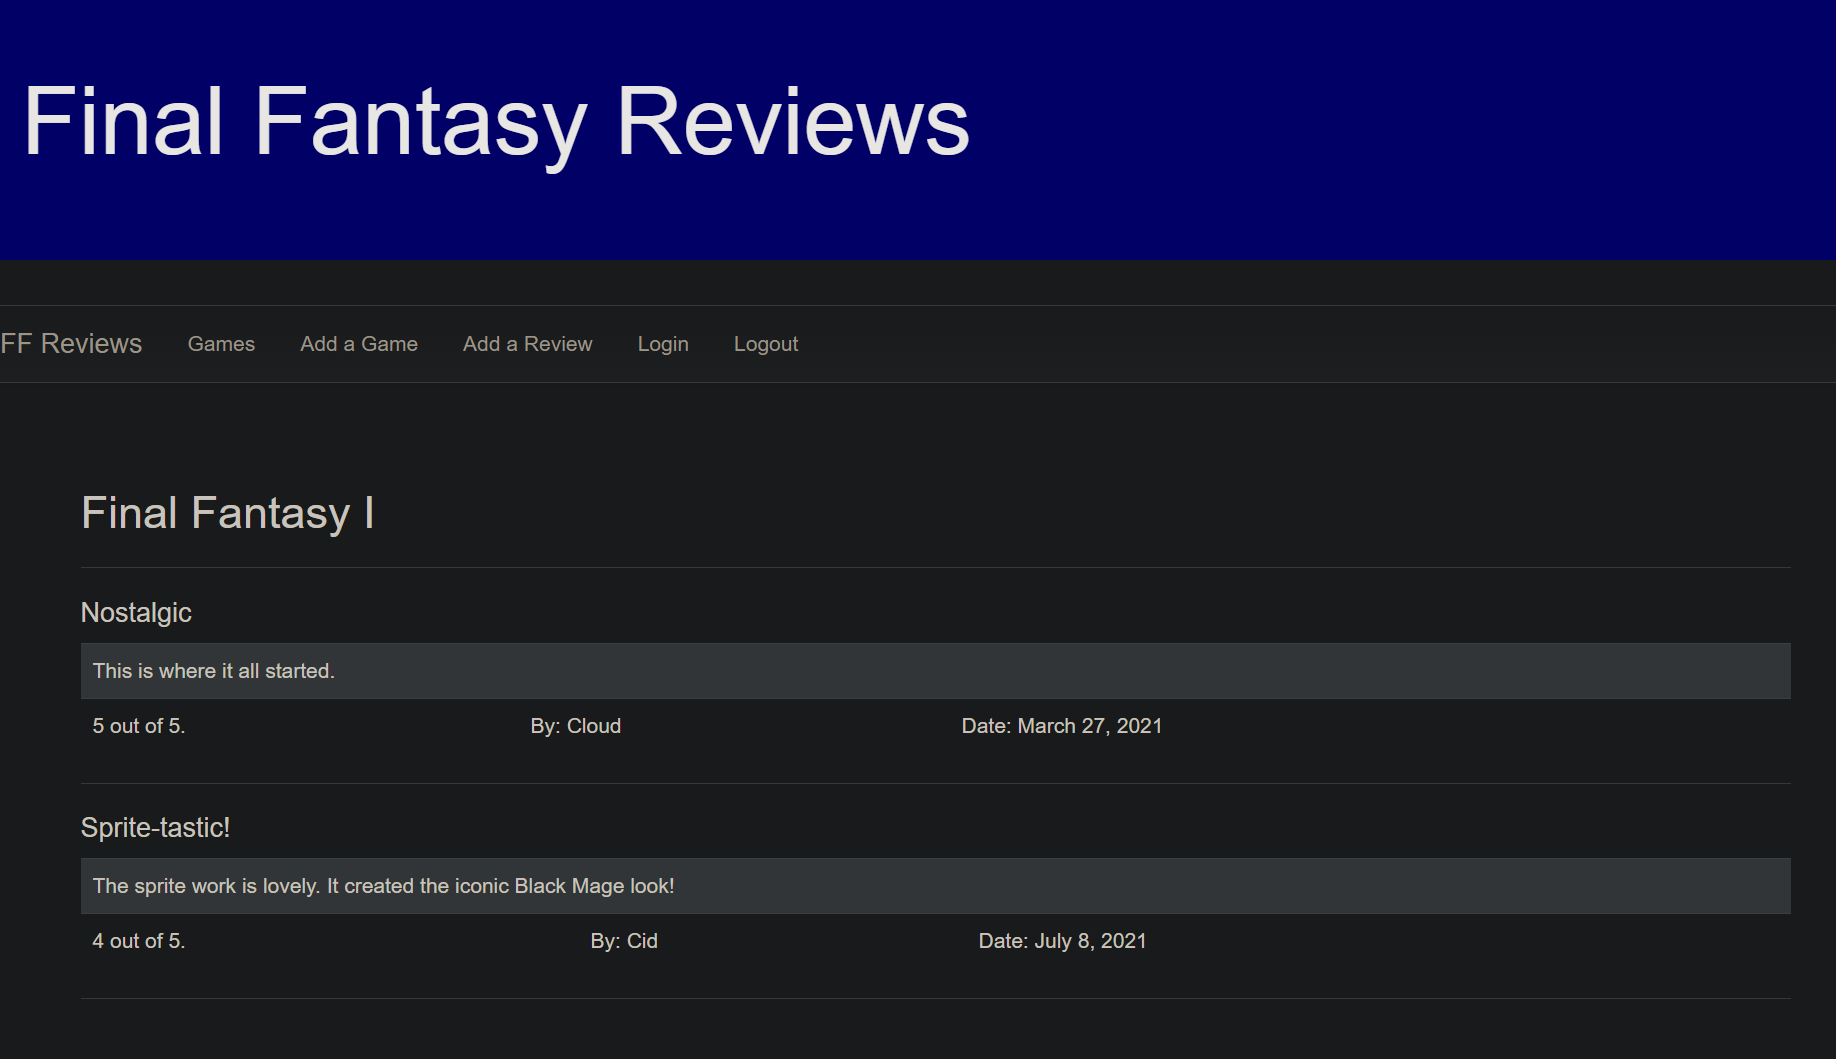 Final Fantasy Reviews
FF Reviews Games Add a Game Add a Review Login Logout
Final Fantasy I
Nostalgic
This is where it all started.
5 out of 5. By: Cloud Date: March 27, 2021
Sprite-tastic!
The sprite work is lovely. It created the iconic Black Mage look!
4 out of 5. By: Cid Date: July 8, 2021